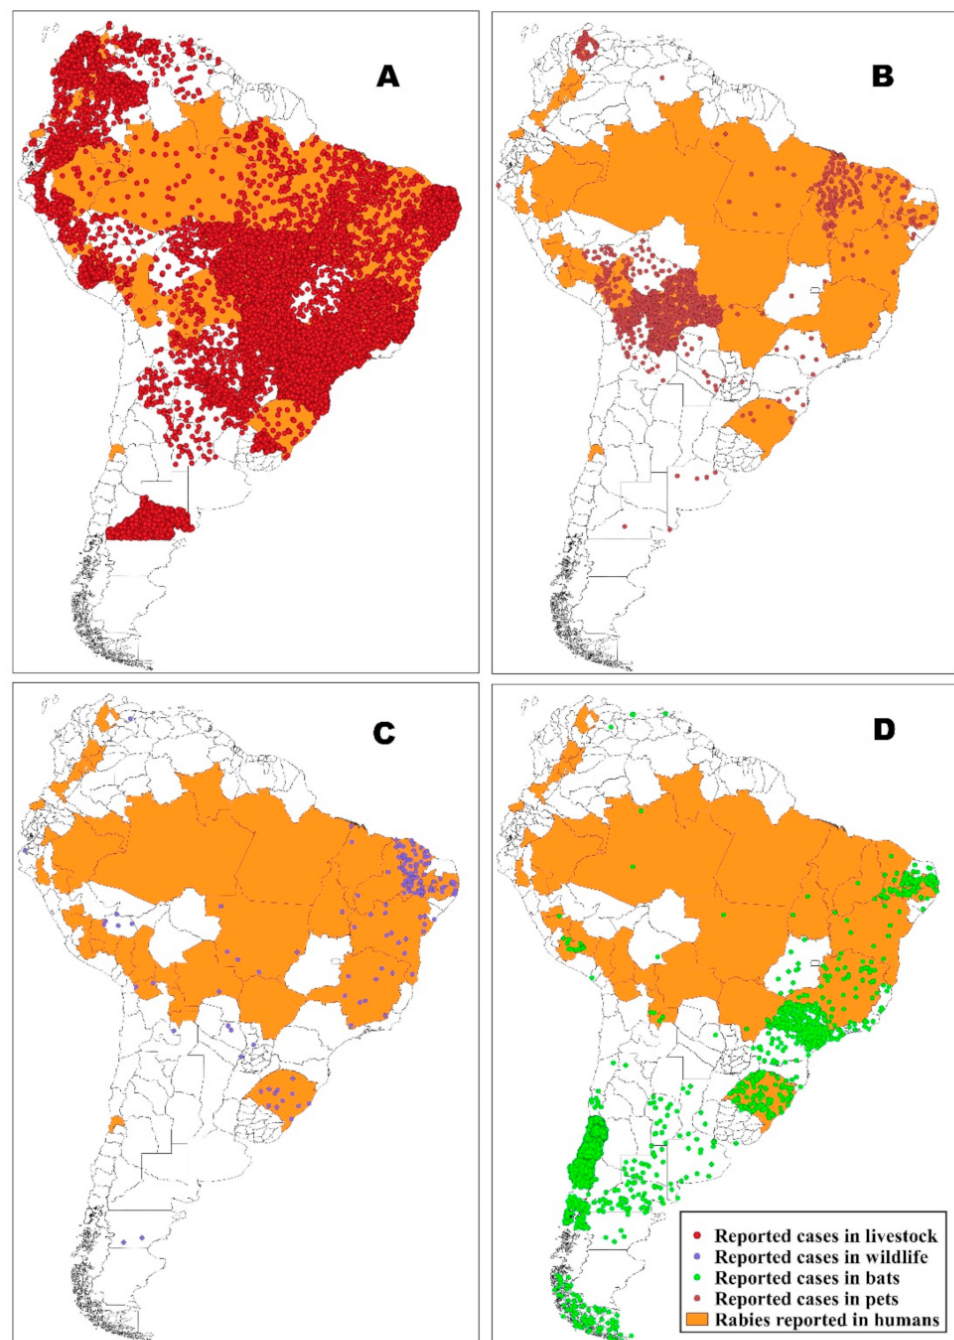 A
B
C
D
Reported cases in livestock
Reported cases in wildlife
Reported cases in bats
Reported cases in pets
Rabies reported in humans